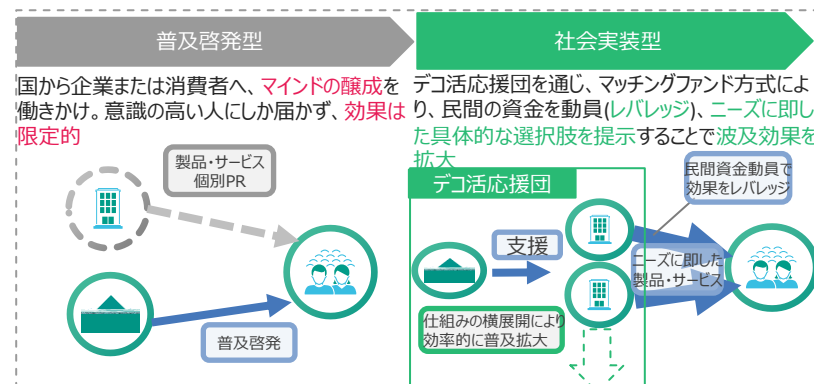 普及啓発型
国から企業または消費者へ、マインドの醸成を
働きかけ。意識の高い人にしか届かず、効果は
限定的
製品・サービス
個別PR
普及啓発
社会実装型
デコ活応援団を通じ、マッチングファンド方式によ
り、民間の資金を動員(レバレッジ)、ニーズに即し
た具体的な選択肢を提示することで波及効果を
拡大
デコ活応援団
民間資金動員で
効果をレバレッジ
支援
ニーズに即した
製品・サービス
仕組みの横展開により
効率的に普及拡大